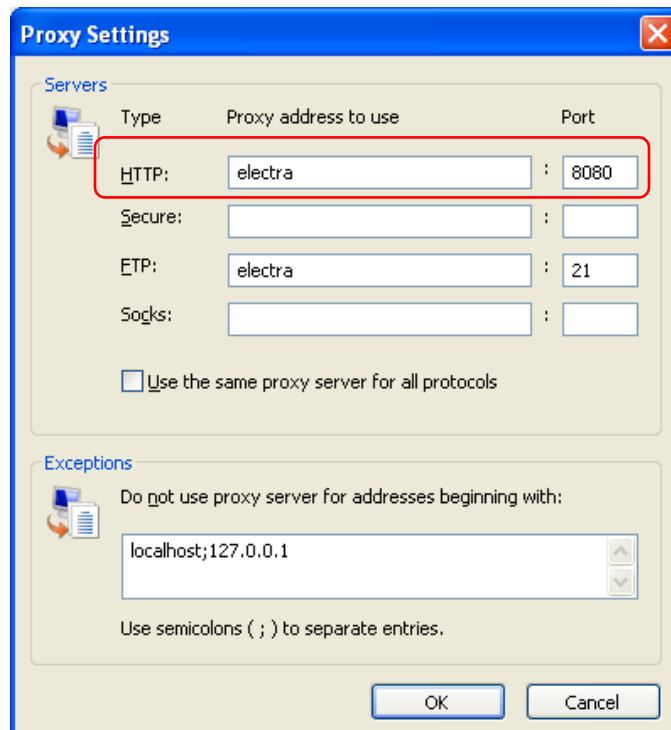 Proxy Settings
Servers
Type Proxy address to use Port
HTTP: electra : 8080
Secure: :
FTP: electra : 21
Socks: :
Use the same proxy server for all protocols
Exceptions
Do not use proxy server for addresses beginning with:
localhost;127.0.0.1
Use semicolons ( ; ) to separate entries.
OK Cancel